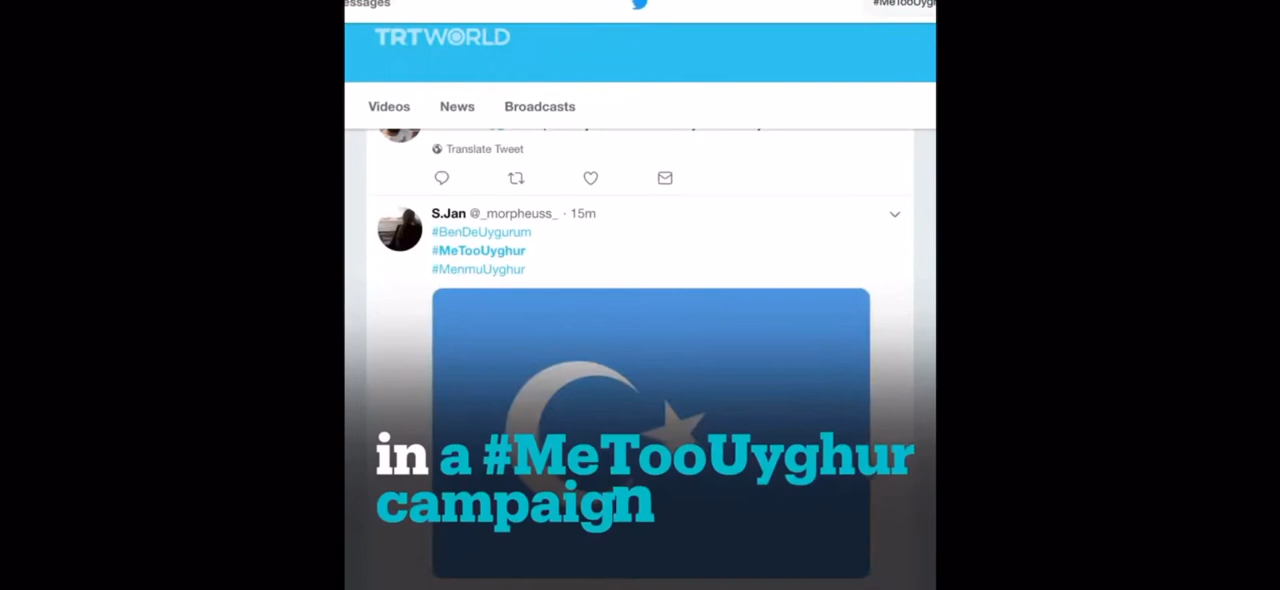 essages
#MeTooUygh
TRTWORLD
Videos News Broadcasts
Translate Tweet
S.Jan @_morpheuss_ · 15m
#BenDeUygurum
#MeTooUyghur
#MenmuUyghur
in a #MeTooUyghur
campaign